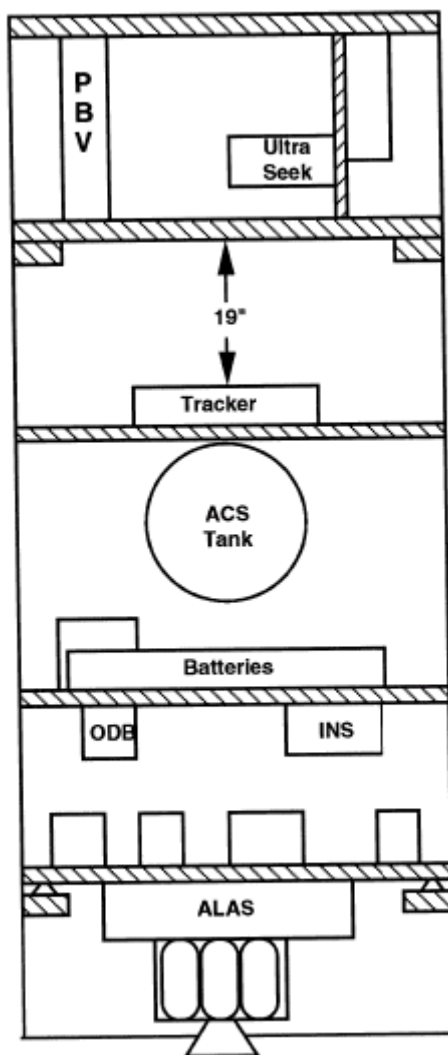 P
B
V
Ultra
Seek
19"
Tracker
ACS
Tank
Batteries
ODB
INS
ALAS